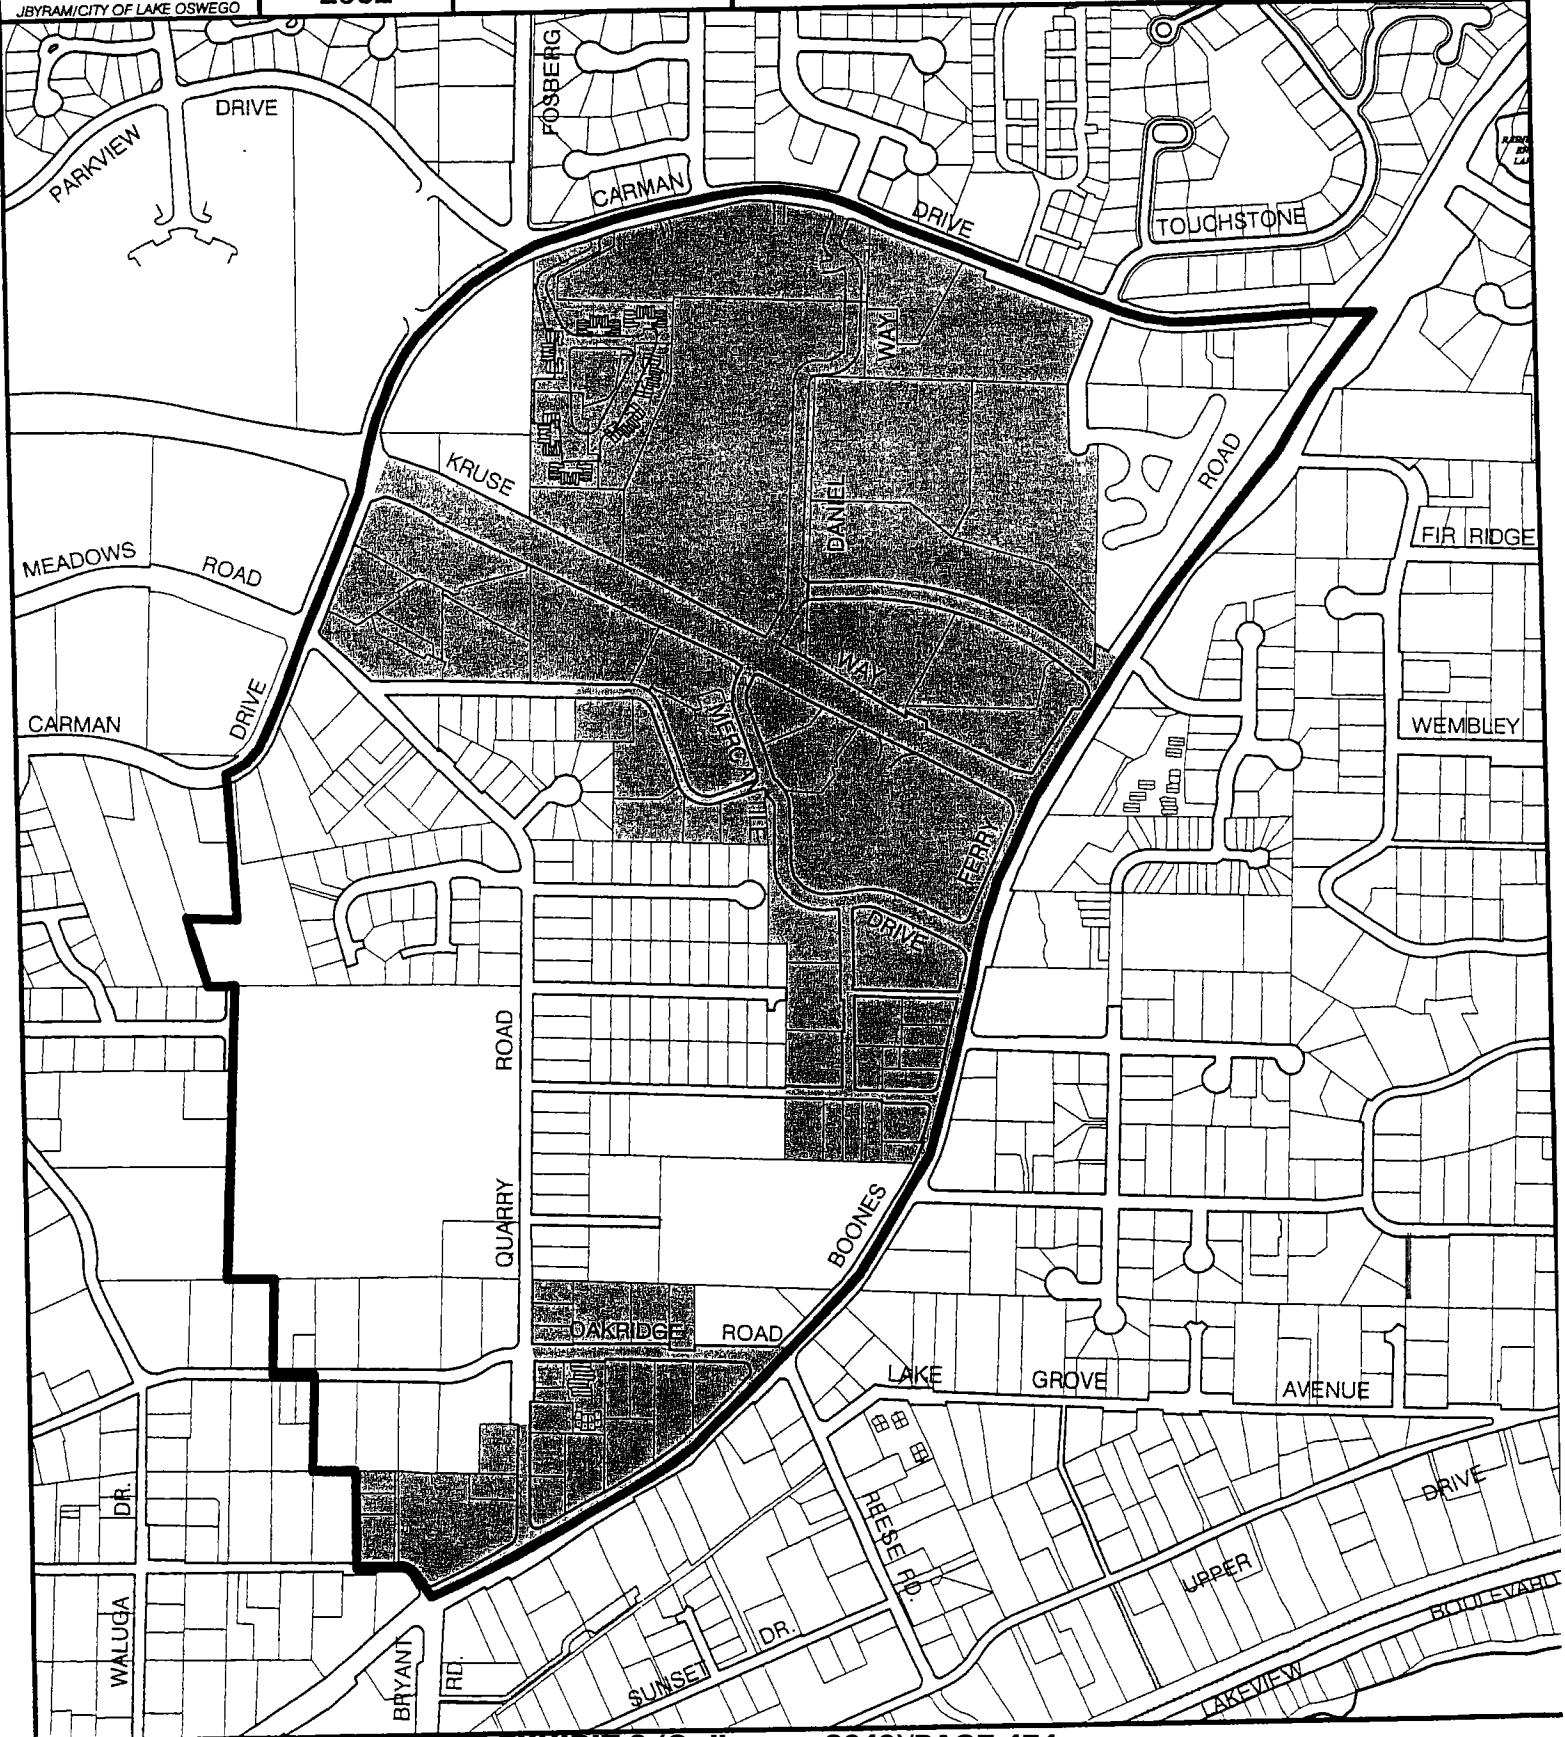 JBYRAM/CITY OF LAKE OSWEGO
FOSBERG
DRIVE
PARKVIEW
CARMAN
DRIVE
TOUCHSTONE
WAY
KRUSE
ROAD
DANIEL
FIR RIDGE
MEADOWS
ROAD
WAY
DRIVE
CARMAN
WEMBLEY
FERRY
DRIVE
ROAD
QUARRY
BOONES
OAKRIDGE
ROAD
LAKE
GROVE
AVENUE
DR.
DRIVE
REESE RD.
UPPER
BOULEVARD
WALUGA
DR.
BRYANT
RD.
SUNSET
LAKEVIEW